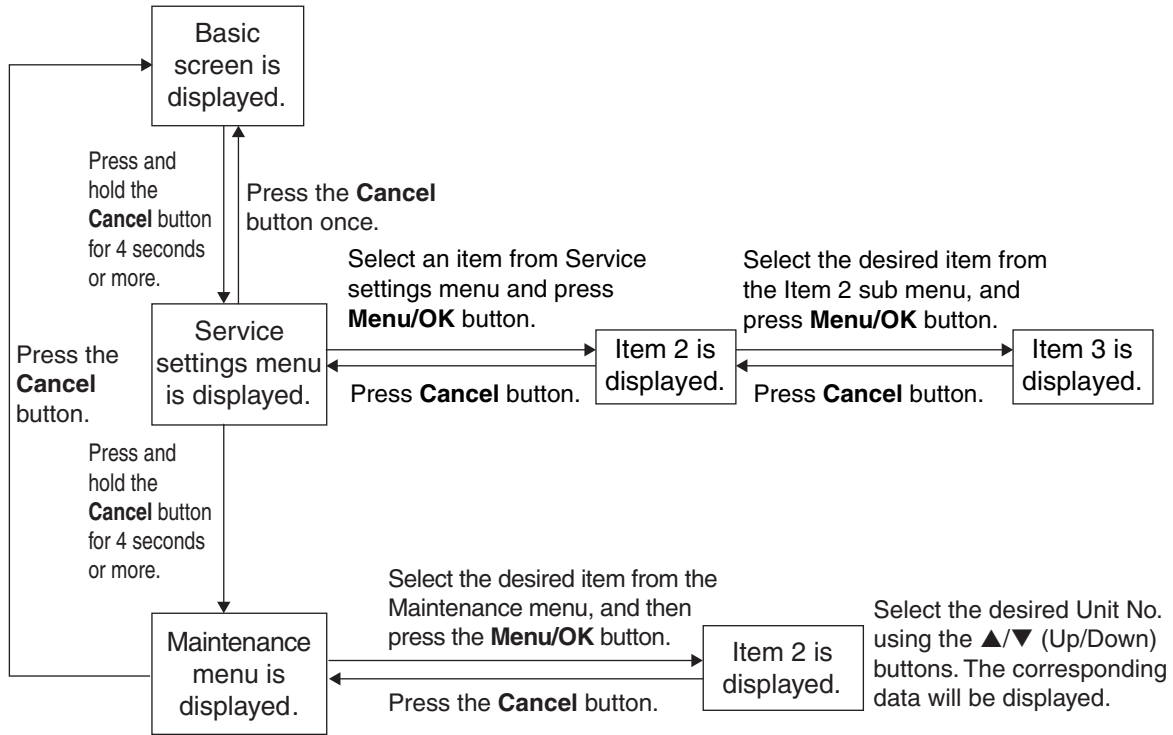 Basic
screen is
displayed.
Press and
hold the
Cancel button
for 4 seconds
or more.
Press the Cancel
button once.
Select an item from Service
settings menu and press
Menu/OK button.
Select the desired item from
the Item 2 sub menu, and
press Menu/OK button.
Service
settings menu
is displayed.
Item 2 is
displayed.
Item 3 is
displayed.
Press Cancel button.
Press Cancel button.
Press the
Cancel
button.
Press and
hold the
Cancel button
for 4 seconds
or more.
Select the desired item from the
Maintenance menu, and then
press the Menu/OK button.
Maintenance
menu is
displayed.
Press the Cancel button.
Item 2 is
displayed.
Select the desired Unit No.
using the ▲/▼ (Up/Down)
buttons. The corresponding
data will be displayed.